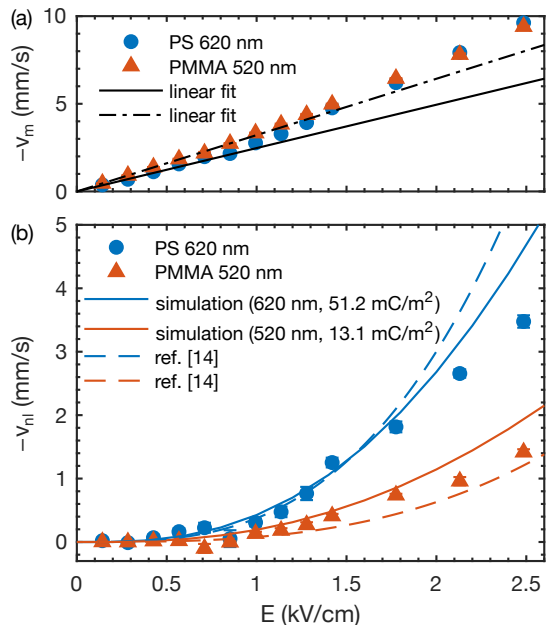 (a)
10
5
0
−v_m (mm/s)
PS 620 nm
PMMA 520 nm
linear fit
linear fit
(b)
5
4
3
2
1
0
−v_nl (mm/s)
PS 620 nm
PMMA 520 nm
simulation (620 nm, 51.2 mC/m²)
simulation (520 nm, 13.1 mC/m²)
ref. [14]
ref. [14]
0 0.5 1 1.5 2 2.5
E (kV/cm)